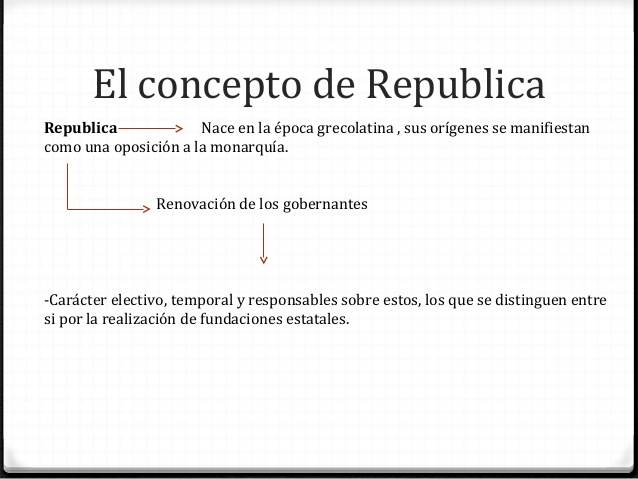 El concepto de Republica
Republica Nace en la época grecolatina , sus orígenes se manifiestan
como una oposición a la monarquía.
Renovación de los gobernantes
-Carácter electivo, temporal y responsables sobre estos, los que se distinguen entre
si por la realización de fundaciones estatales.